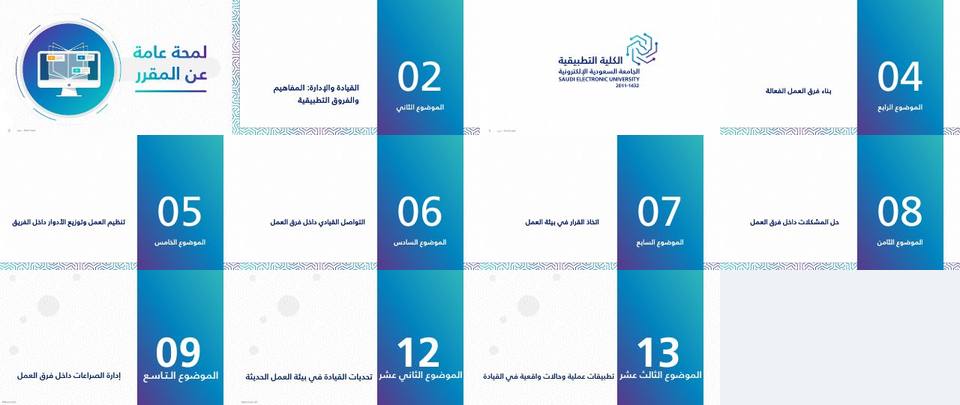 لمحة عامة
عن المقرر
02
الموضوع الثاني
القيادة والإدارة: المفاهيم
والفروق التطبيقية
الكلية التطبيقية
الجامعة السعودية الإلكترونية
SAUDI ELECTRONIC UNIVERSITY
2011-1432
04
الموضوع الرابع
بناء فرق العمل الفعالة
05
الموضوع الخامس
تنظيم العمل وتوزيع الأدوار داخل الفريق
06
الموضوع السادس
التواصل القيادي داخل فرق العمل
07
الموضوع السابع
اتخاذ القرار في بيئة العمل
08
الموضوع الثامن
حل المشكلات داخل فرق العمل
09
الموضوع التاسع
إدارة الصراعات داخل فرق العمل
12
الموضوع الثاني عشر
تحديات القيادة في بيئة العمل الحديثة
13
الموضوع الثالث عشر
تطبيقات عملية وحالات واقعية في القيادة